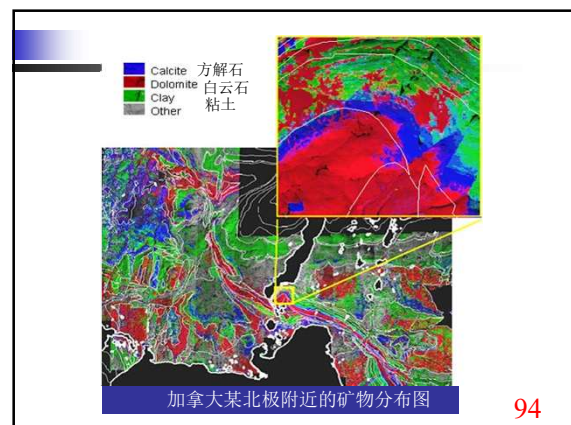 Calcite 方解石
Dolomite 白云石
Clay 粘土
Other
加拿大某北极附近的矿物分布图
94